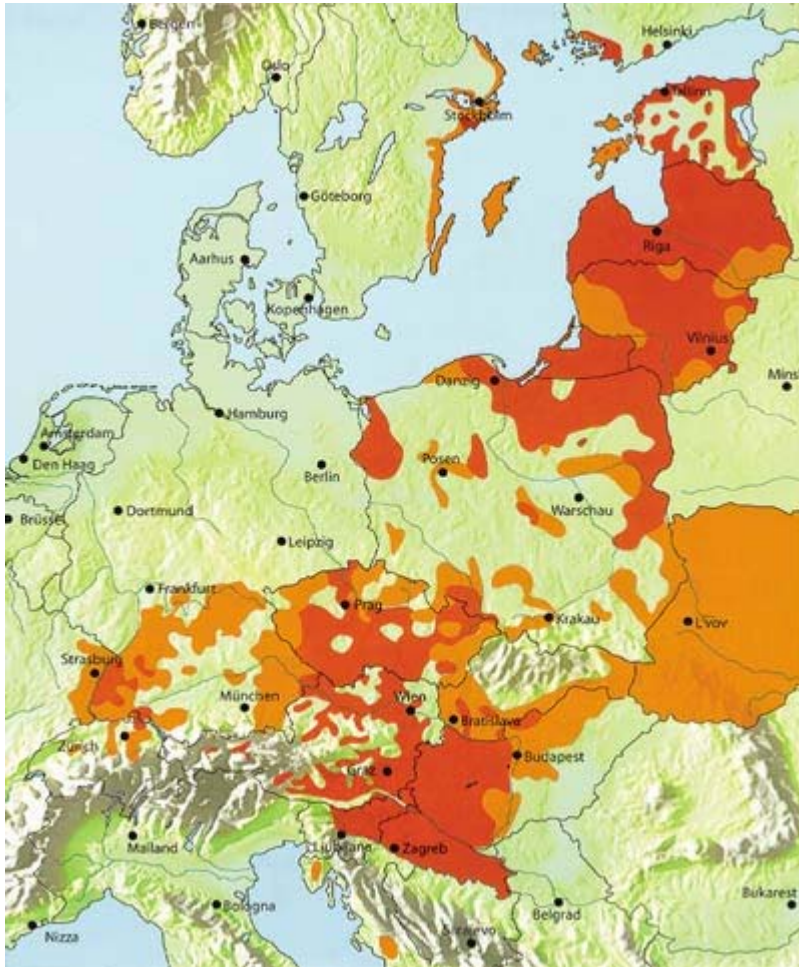 Bergen
Oslo
Helsinki
Tallinn
Stockholm
Göteborg
Riga
Aarhus
Kopenhagen
Vilnius
Mins
Danzig
Hamburg
Amsterdam
Den Haag
Berlin
Posen
Warschau
Brüssel
Dortmund
Leipzig
Frankfurt
Prag
Krakau
L'vov
Strasburg
München
Wien
Bratislava
Zürich
Graz
Budapest
Mailand
Ljubljana
Zagreb
Bologna
Belgrad
Bukarest
Nizza
Sarajevo